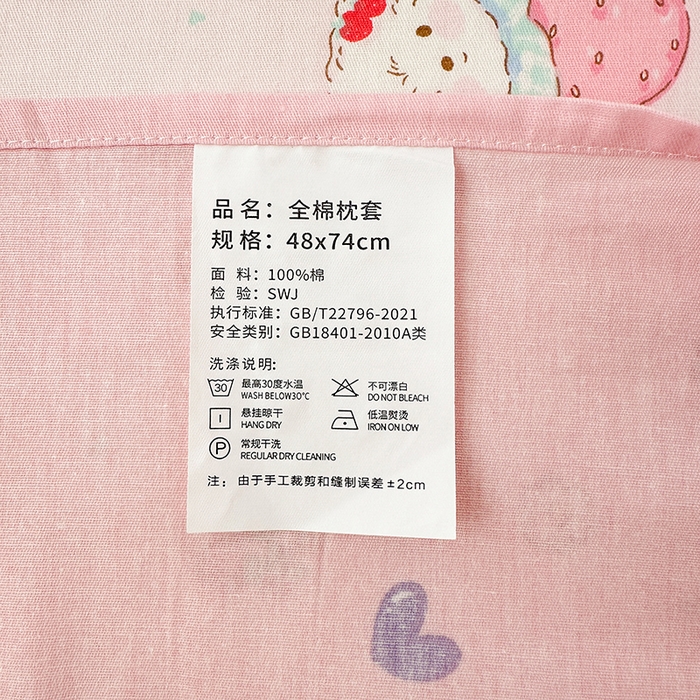 品名：全棉枕套
规格：48x74cm
面 料：100%棉
检 验：SWJ
执行标准：GB/T22796-2021
安全类别：GB18401-2010A类
洗涤说明:
30 最高30度水温 不可漂白
WASH BELOW30℃ DO NOT BLEACH
悬挂晾干 低温熨烫
HANG DRY IRON ON LOW
P 常规干洗
REGULAR DRY CLEANING
注：由于手工裁剪和缝制误差±2cm